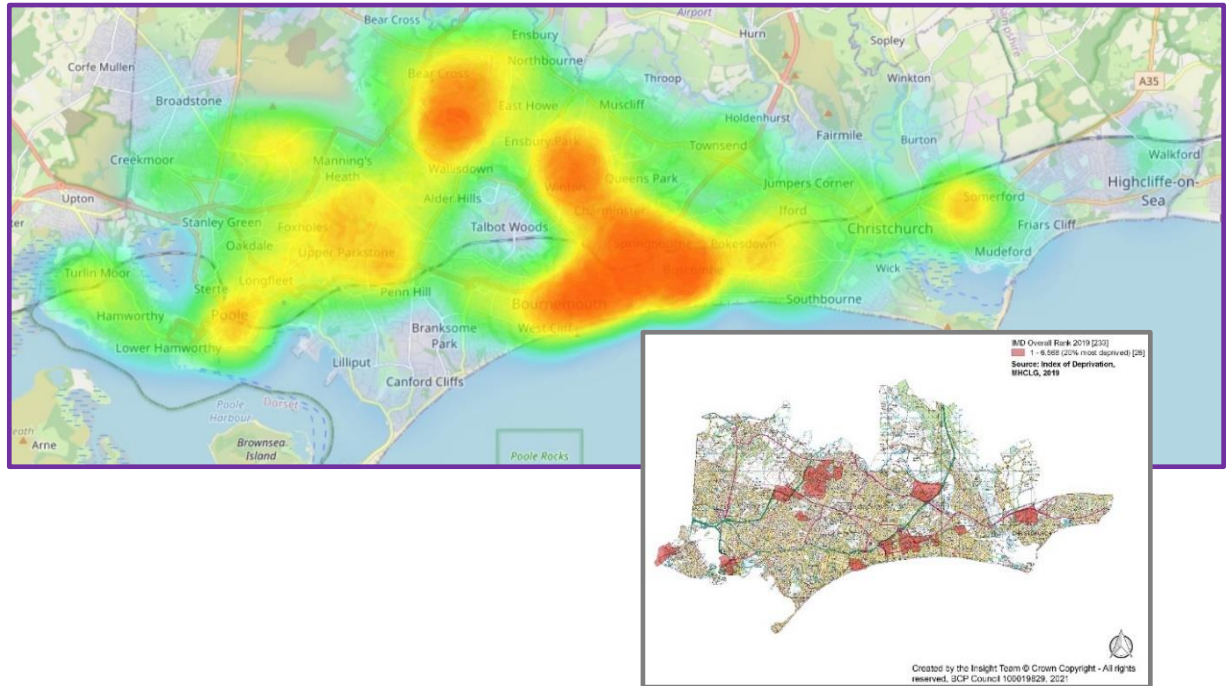 Bear Cross
Ensbury
Airport
Hurn
Sopley
Corfe Mullen
Northbourne
Bear Cross
Throop
Winkton
A35
Broadstone
East Howe
Muscliff
Holdenhurst
Fairmile
Burton
Creekmoor
Manning's
Heath
Wallisdown
Ensbury Park
Townsend
Walkford
Upton
Alder Hills
Winton
Queens Park
Jumpers Corner
Somerford
Highcliffe-on-
Sea
Stanley Green
Foxholes
Talbot Woods
Charminster
Iford
Christchurch
Friars Cliff
Oakdale
Upper Parkstone
Springbourne
Pokesdown
Mudeford
Turlin Moor
Longfleet
Sterte
Penn Hill
Boscombe
Wick
Hamworthy
Poole
Bournemouth
Southbourne
Branksome
Park
West Cliff
Lower Hamworthy
Lilliput
Canford Cliffs
Poole
Harbour
Dorset
Arne
Brownsea
Island
Poole Rocks
IMD Overall Rank 2019 [233]
1 - 6,568 (20% most deprived) [26]
Source: Index of Deprivation,
MHCLG, 2019
Created by the Insight Team © Crown Copyright - All rights
reserved, BCP Council 100019829, 2021